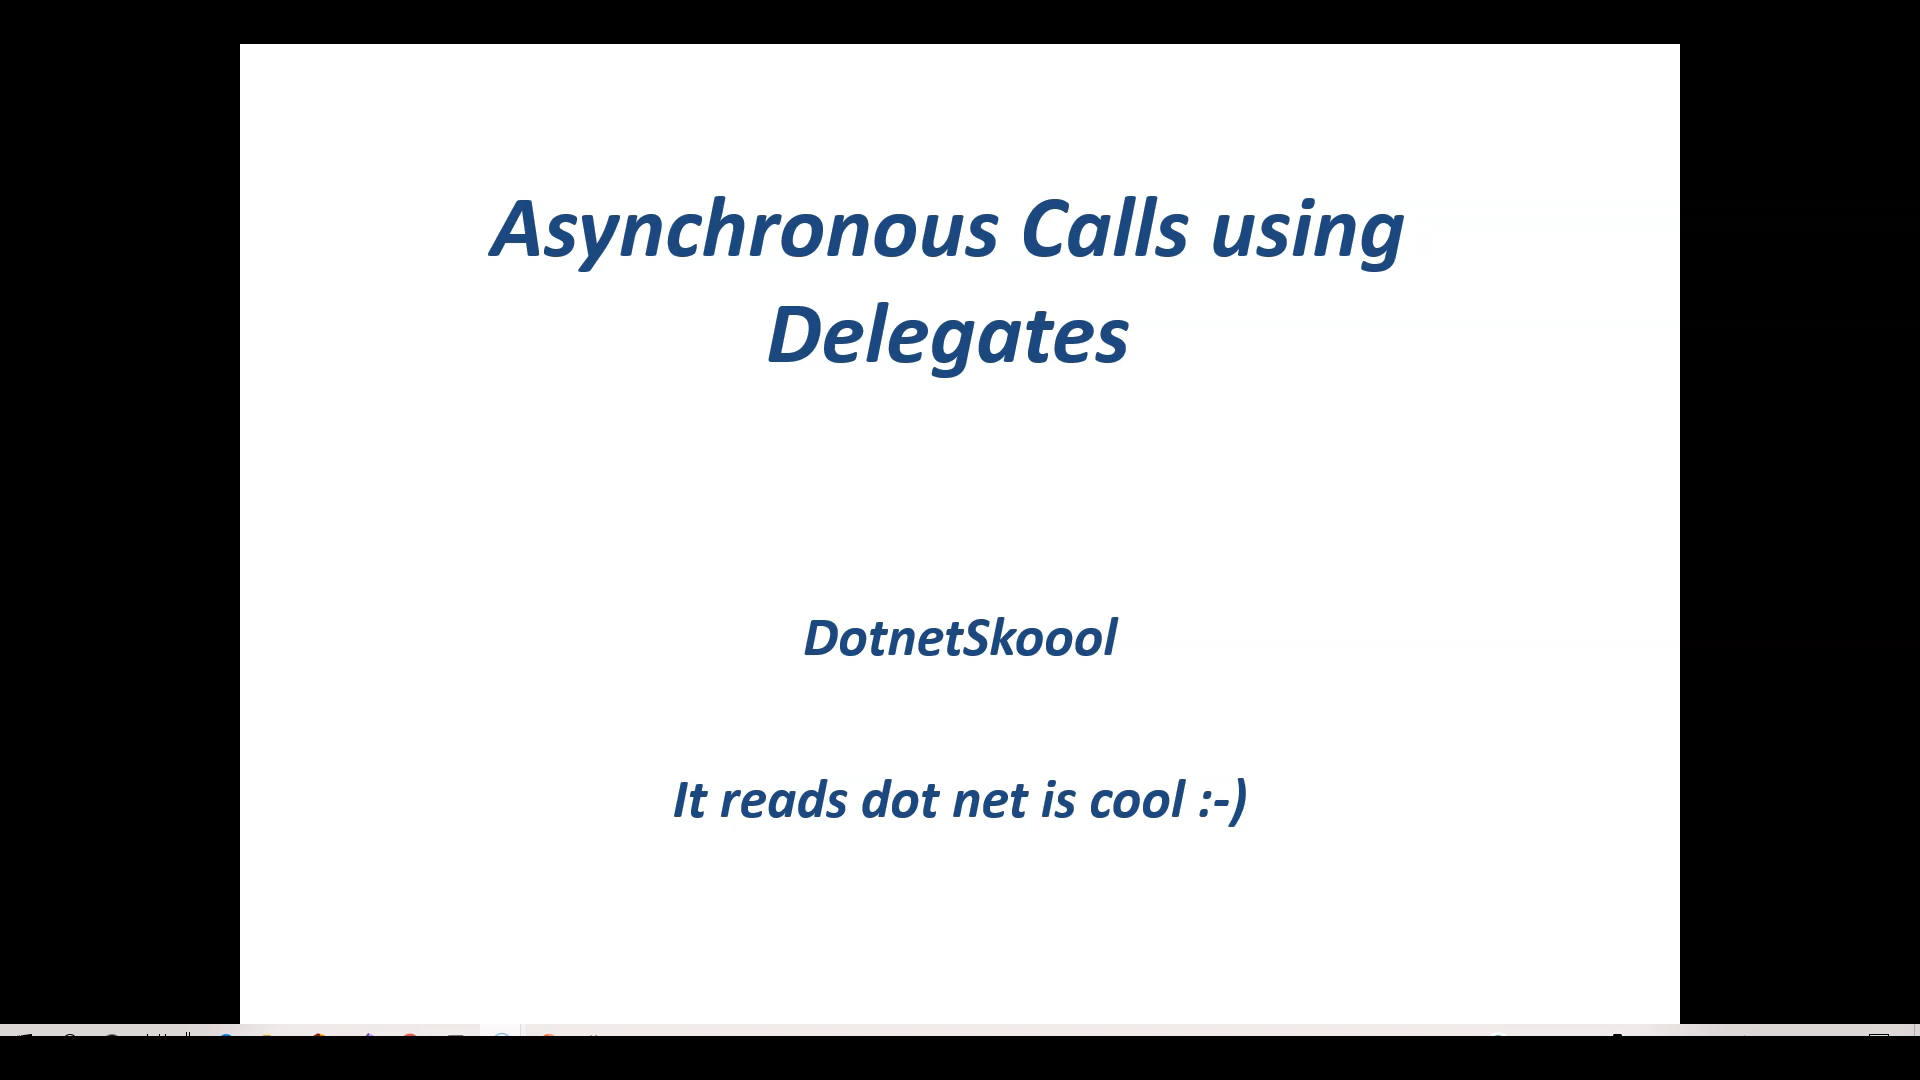 Asynchronous Calls using
Delegates
DotnetSkoool
It reads dot net is cool :-)